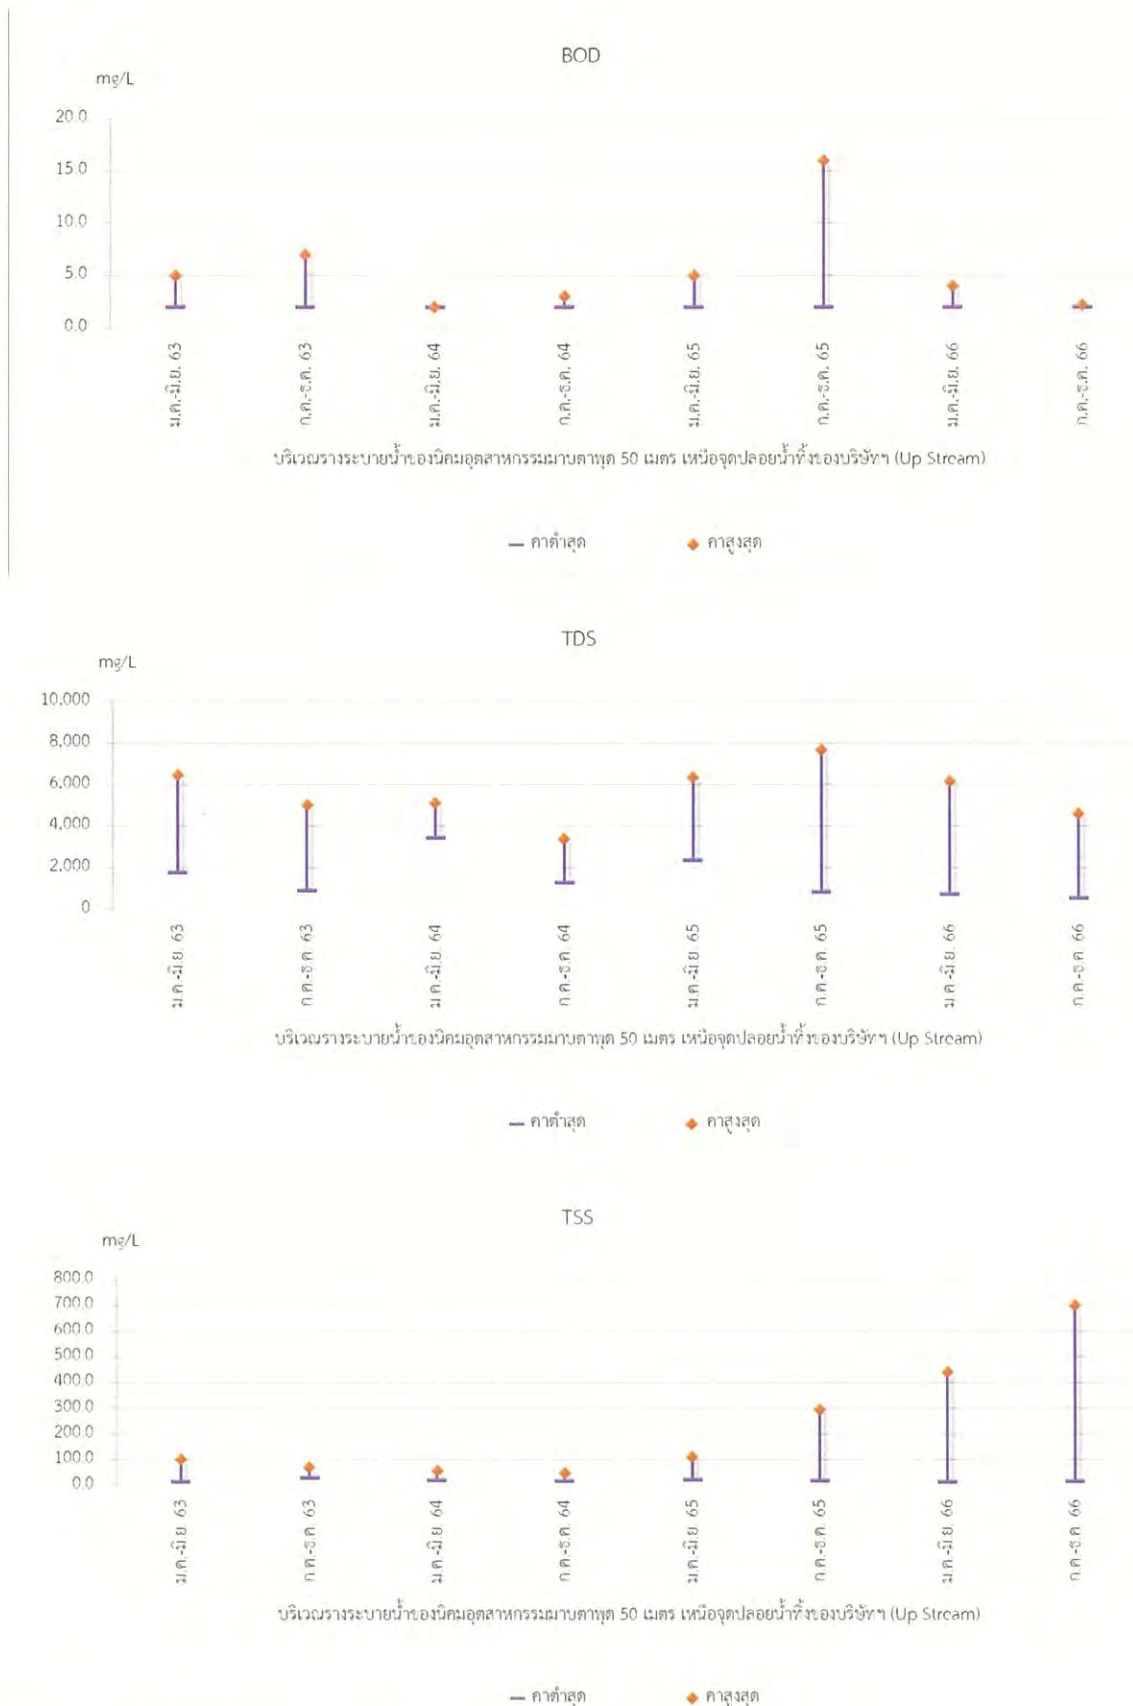 BOD
mg/L
20.0
15.0
10.0
5.0
0.0
ม.ค.-มิ.ย. 63
ก.ค.-ธ.ค. 63
ม.ค.-มิ.ย. 64
ก.ค.-ธ.ค. 64
ม.ค.-มิ.ย. 65
ก.ค.-ธ.ค. 65
ม.ค.-มิ.ย. 66
ก.ค.-ธ.ค. 66
บริเวณรางระบายน้ำของนิคมอุตสาหกรรมมาบตาพุด 50 เมตร เหนือจุดปลอยน้ำทิ้งของบริษัทฯ (Up Stream)
คาต่ำสุด
คาสูงสุด
TDS
mg/L
10,000
8,000
6,000
4,000
2,000
0
ม.ค.-มิ.ย. 63
ก.ค.-ธ.ค. 63
ม.ค.-มิ.ย. 64
ก.ค.-ธ.ค. 64
ม.ค.-มิ.ย. 65
ก.ค.-ธ.ค. 65
ม.ค.-มิ.ย. 66
ก.ค.-ธ.ค. 66
บริเวณรางระบายน้ำของนิคมอุตสาหกรรมมาบตาพุด 50 เมตร เหนือจุดปลอยน้ำทิ้งของบริษัทฯ (Up Stream)
คาต่ำสุด
คาสูงสุด
TSS
mg/L
800.0
700.0
600.0
500.0
400.0
300.0
200.0
100.0
0.0
ม.ค.-มิ.ย. 63
ก.ค.-ธ.ค. 63
ม.ค.-มิ.ย. 64
ก.ค.-ธ.ค. 64
ม.ค.-มิ.ย. 65
ก.ค.-ธ.ค. 65
ม.ค.-มิ.ย. 66
ก.ค.-ธ.ค. 66
บริเวณรางระบายน้ำของนิคมอุตสาหกรรมมาบตาพุด 50 เมตร เหนือจุดปลอยน้ำทิ้งของบริษัทฯ (Up Stream)
คาต่ำสุด
คาสูงสุด